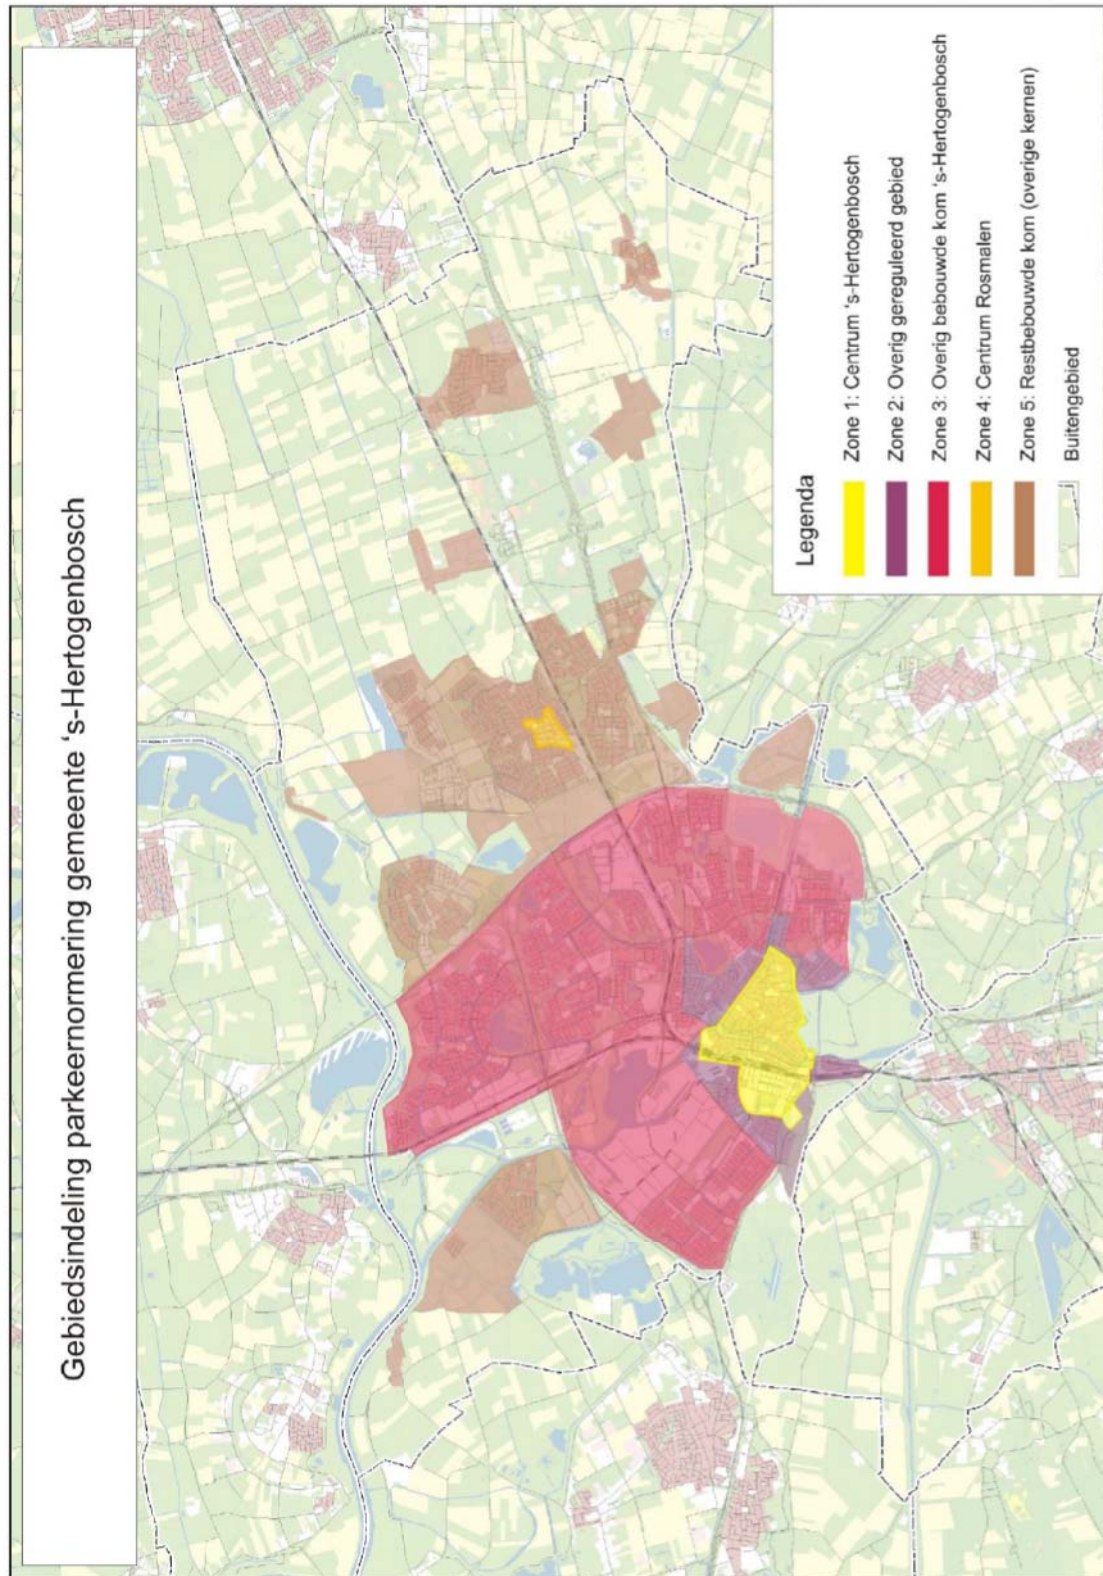 Gebiedsindeling parkeernormering gemeente ‘s-Hertogenbosch
Legenda
Zone 1: Centrum ‘s-Hertogenbosch
Zone 2: Overig gereguleerd gebied
Zone 3: Overig bebouwde kom ‘s-Hertogenbosch
Zone 4: Centrum Rosmalen
Zone 5: Restbebouwde kom (overige kernen)
Buitengebied